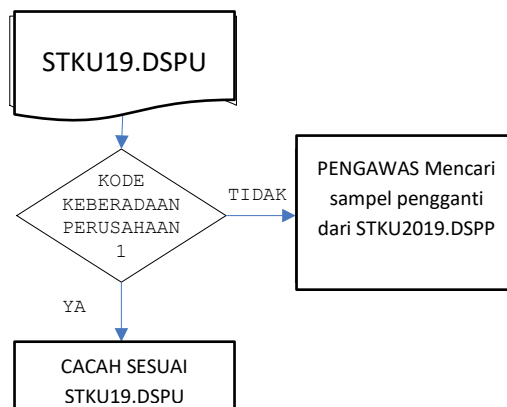 STKU19.DSPU
KODE
KEBERADAAN
PERUSAHAAN
1
TIDAK
PENGAWAS Mencari
sampel pengganti
dari STKU2019.DSPP
YA
CACAH SESUAI
STKU19.DSPU